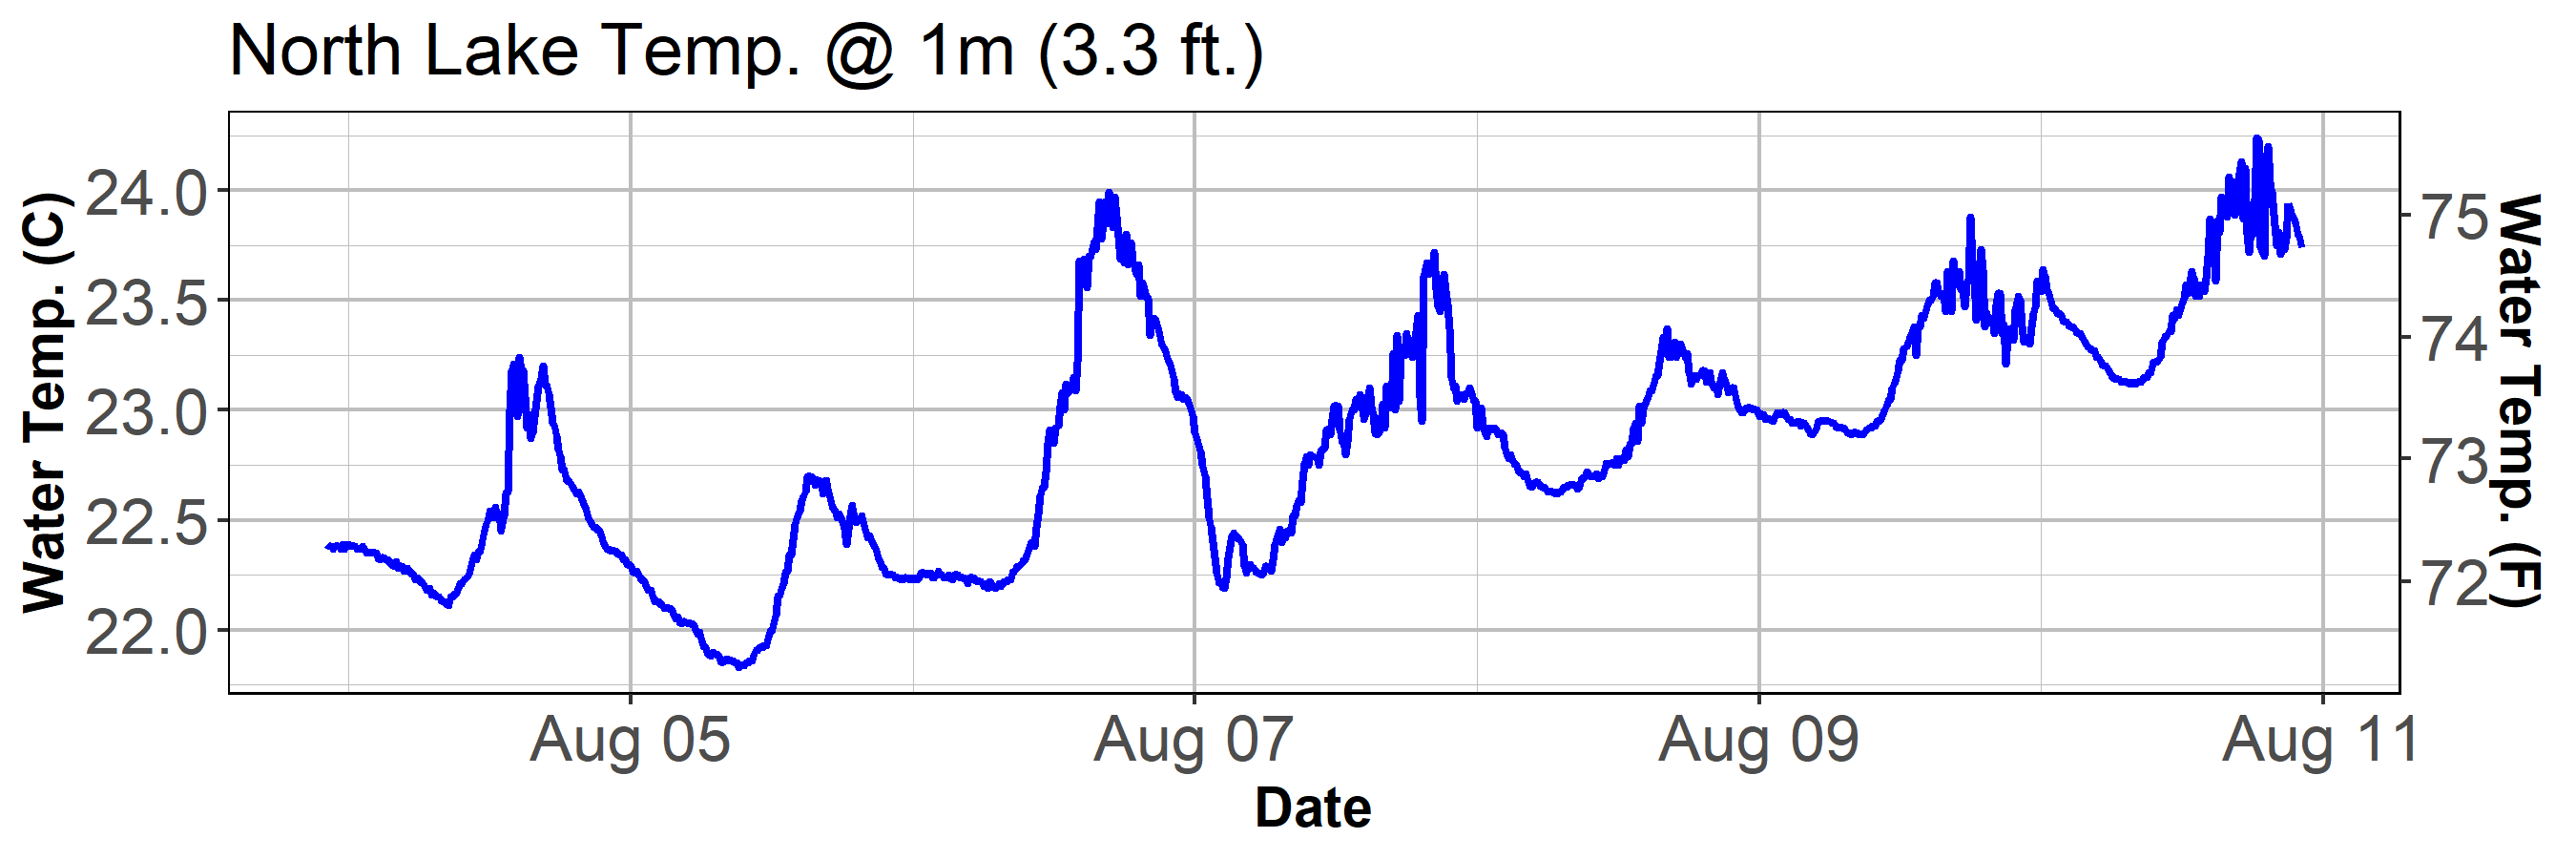 North Lake Temp. @ 1m (3.3 ft.)
Water Temp. (C)
24.0
23.5
23.0
22.5
22.0
75
74
73
72
Water Temp. (F)
Aug 05
Aug 07
Aug 09
Aug 11
Date